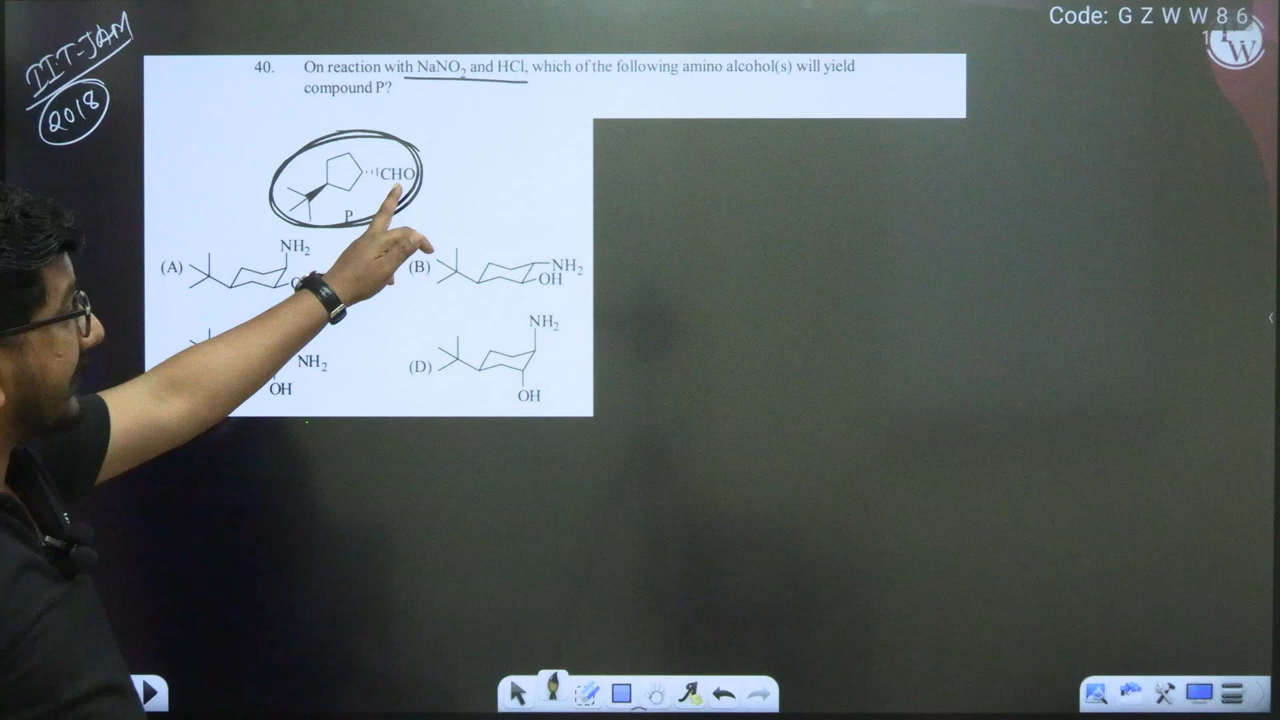 Code: G Z W W 8 6
IIT-JAM
2018
W
40. On reaction with NaNO₂ and HCl, which of the following amino alcohol(s) will yield
compound P?
CHO
P
(A) NH₂
(B) NH₂
OH
NH₂
OH
(D) NH₂
OH